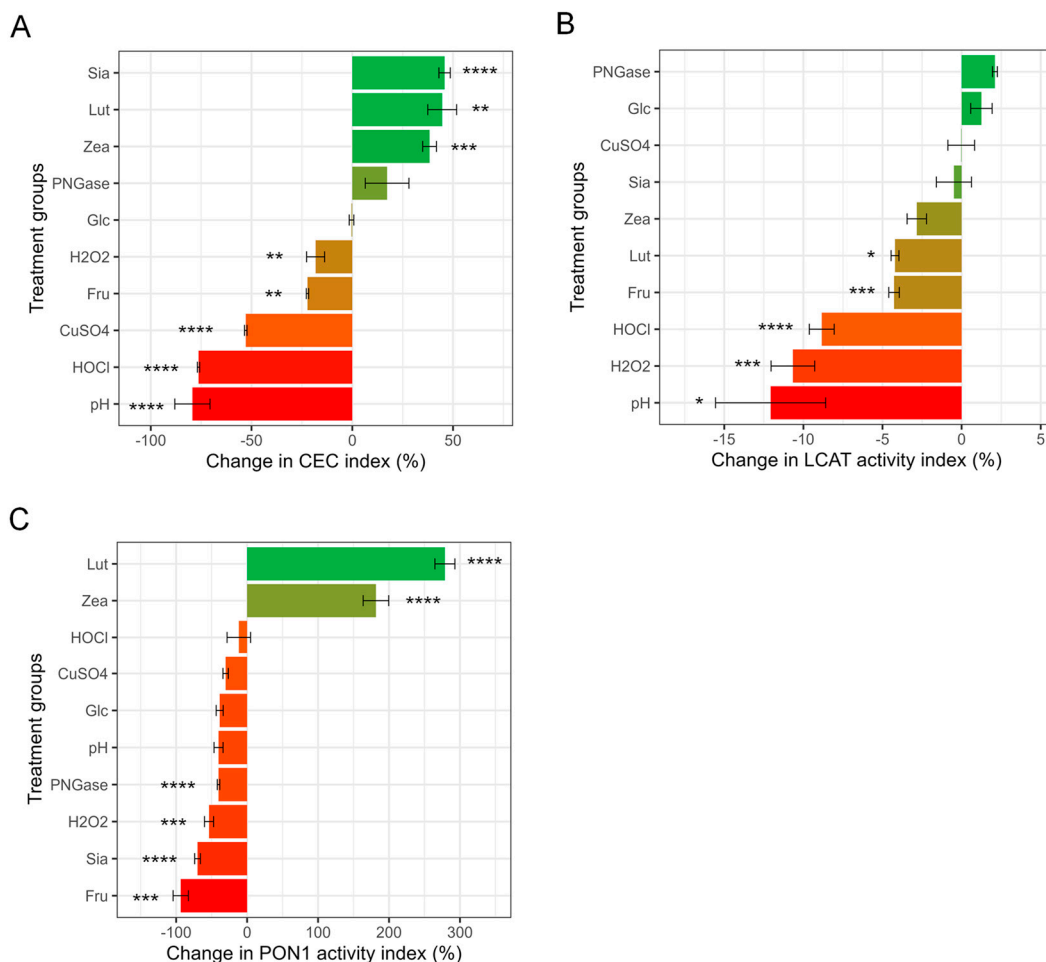 A
Treatment groups
Sia ****
Lut **
Zea ***
PNGase
Glc
H2O2 **
Fru **
CuSO4 ****
HOCl ****
pH ****
-100 -50 0 50
Change in CEC index (%)
B
Treatment groups
PNGase
Glc
CuSO4
Sia
Zea
Lut *
Fru ***
HOCl ****
H2O2 ***
pH *
-15 -10 -5 0 5
Change in LCAT activity index (%)
C
Treatment groups
Lut ****
Zea ****
HOCl
CuSO4
Glc
pH
PNGase ****
H2O2 ***
Sia ****
Fru ***
-100 0 100 200 300
Change in PON1 activity index (%)